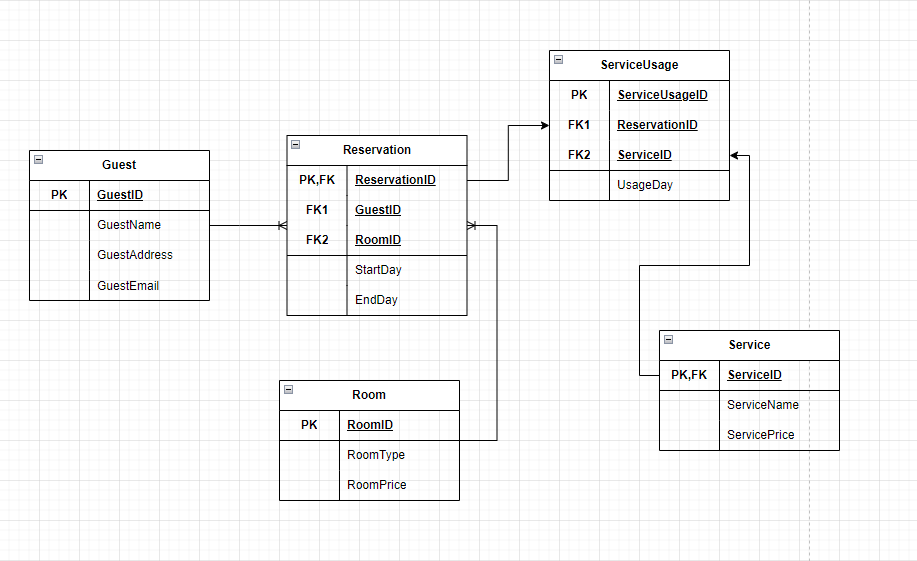 Guest
PK GuestID
GuestName
GuestAddress
GuestEmail
Reservation
PK,FK ReservationID
FK1 GuestID
FK2 RoomID
StartDay
EndDay
Room
PK RoomID
RoomType
RoomPrice
ServiceUsage
PK ServiceUsageID
FK1 ReservationID
FK2 ServiceID
UsageDay
Service
PK,FK ServiceID
ServiceName
ServicePrice